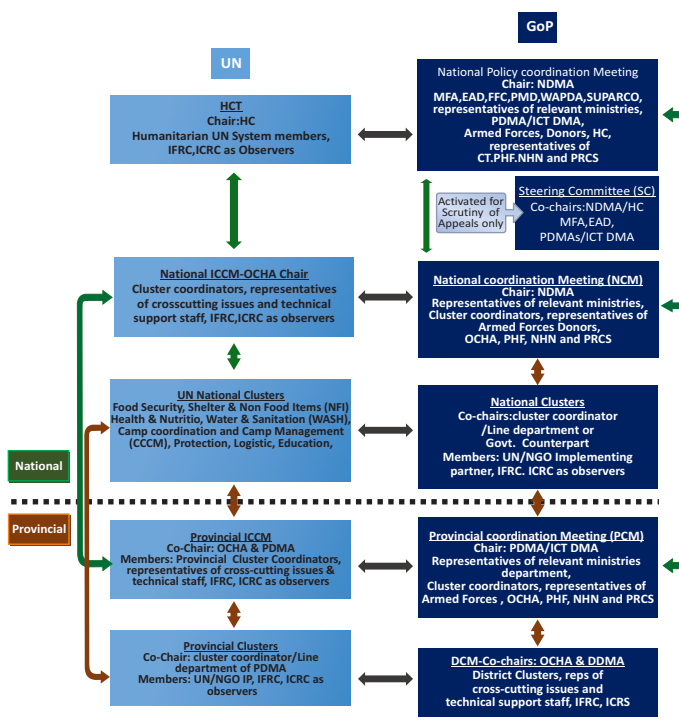 UN
GoP
HCT
Chair:HC
Humanitarian UN System members,
IFRC,ICRC as Observers
National Policy coordination Meeting
Chair: NDMA
MFA,EAD,FFC,PMD,WAPDA,SUPARCO,
representatives of relevant ministries,
PDMA/ICT DMA,
Armed Forces, Donors, HC,
representatives of
CT.PHF.NHN and PRCS
Activated for
Scrutiny of
Appeals only
Steering Committee (SC)
Co-chairs:NDMA/HC
MFA,EAD,
PDMAs/ICT DMA
National ICCM-OCHA Chair
Cluster coordinators, representatives
of crosscutting issues and technical
support staff, IFRC,ICRC as observers
National coordination Meeting (NCM)
Chair: NDMA
Representatives of relevant ministries,
Cluster coordinators, representatives of
Armed Forces Donors,
OCHA, PHF, NHN and PRCS
UN National Clusters
Food Security, Shelter & Non Food Items (NFI)
Health & Nutritio, Water & Sanitation (WASH),
Camp coordination and Camp Management
(CCCM), Protection, Logistic, Education,
National Clusters
Co-chairs:cluster coordinator
/Line department or
Govt. Counterpart
Members: UN/NGO Implementing
partner, IFRC. ICRC as observers
National
Provincial
Provincial ICCM
Co-Chair: OCHA & PDMA
Members: Provincial Cluster Coordinators,
representatives of cross-cutting issues &
technical staff, IFRC, ICRC as observers
Provincial coordination Meeting (PCM)
Chair: PDMA/ICT DMA
Representatives of relevant ministries
department,
Cluster coordinators, representatives of
Armed Forces , OCHA, PHF, NHN and PRCS
Provincial Clusters
Co-Chair: cluster coordinator/Line
department of PDMA
Members: UN/NGO IP, IFRC, ICRC as
observers
DCM-Co-chairs: OCHA & DDMA
District Clusters, reps of
cross-cutting issues and
technical support staff, IFRC, ICRS